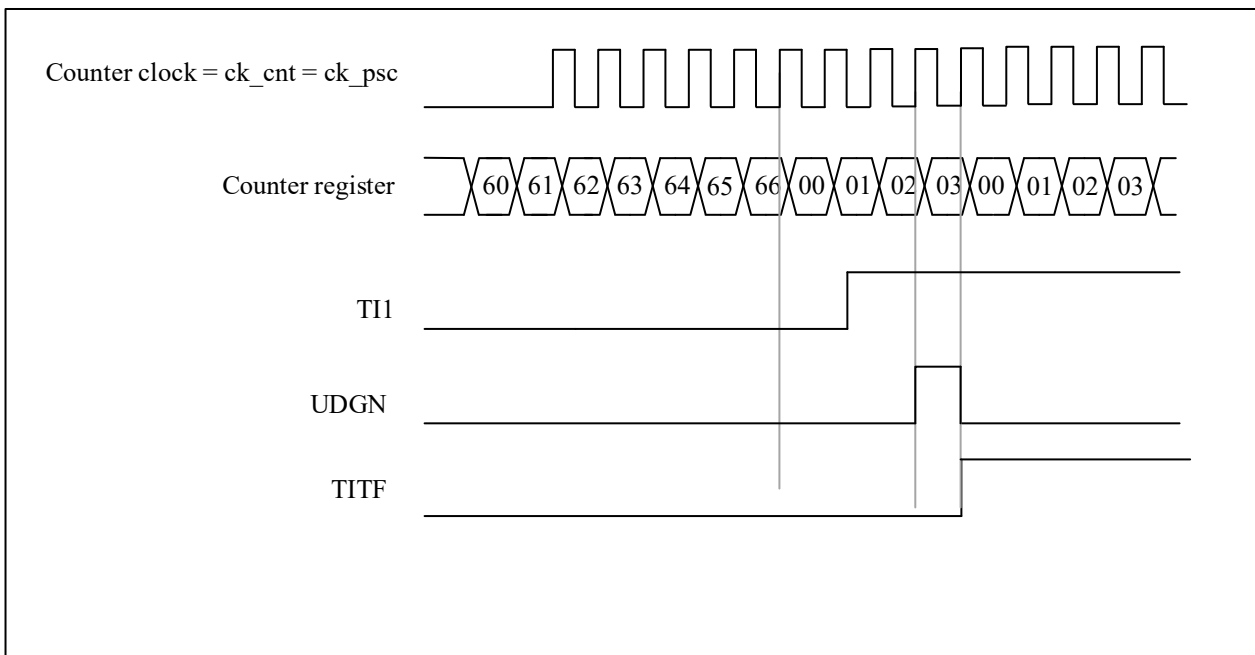 Counter clock = ck_cnt = ck_psc
Counter register
60 61 62 63 64 65 66 00 01 02 03 00 01 02 03
TI1
UDGN
TITF